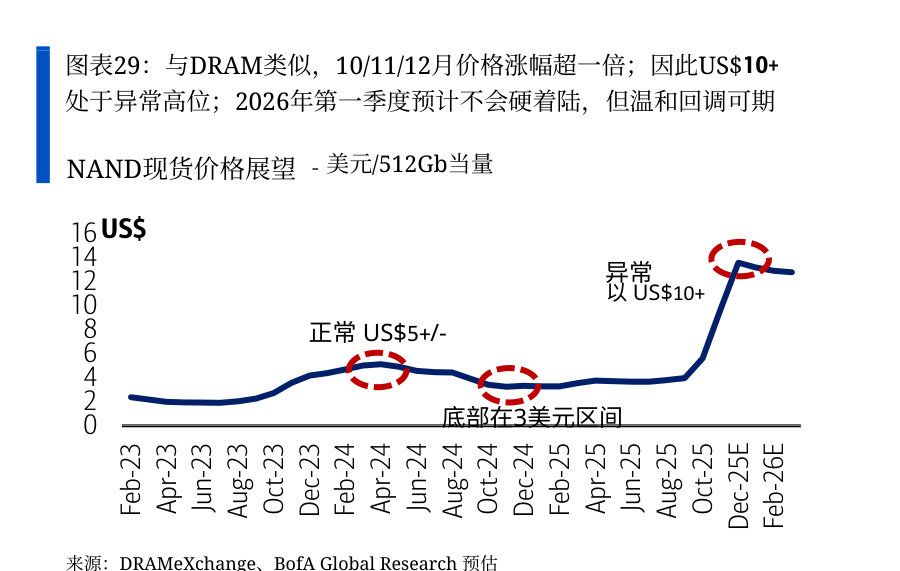 图表29：与DRAM类似，10/11/12月价格涨幅超一倍；因此US$10+
处于异常高位；2026年第一季度预计不会硬着陆，但温和回调可期
NAND现货价格展望 - 美元/512Gb当量
US$
16
14
12
10
8
6
4
2
0
异常
以 US$10+
正常 US$5+/-
底部在3美元区间
Feb-23
Apr-23
Jun-23
Aug-23
Oct-23
Dec-23
Feb-24
Apr-24
Jun-24
Aug-24
Oct-24
Dec-24
Feb-25
Apr-25
Jun-25
Aug-25
Oct-25
Dec-25E
Feb-26E
来源：DRAMeXchange、BofA Global Research 预估